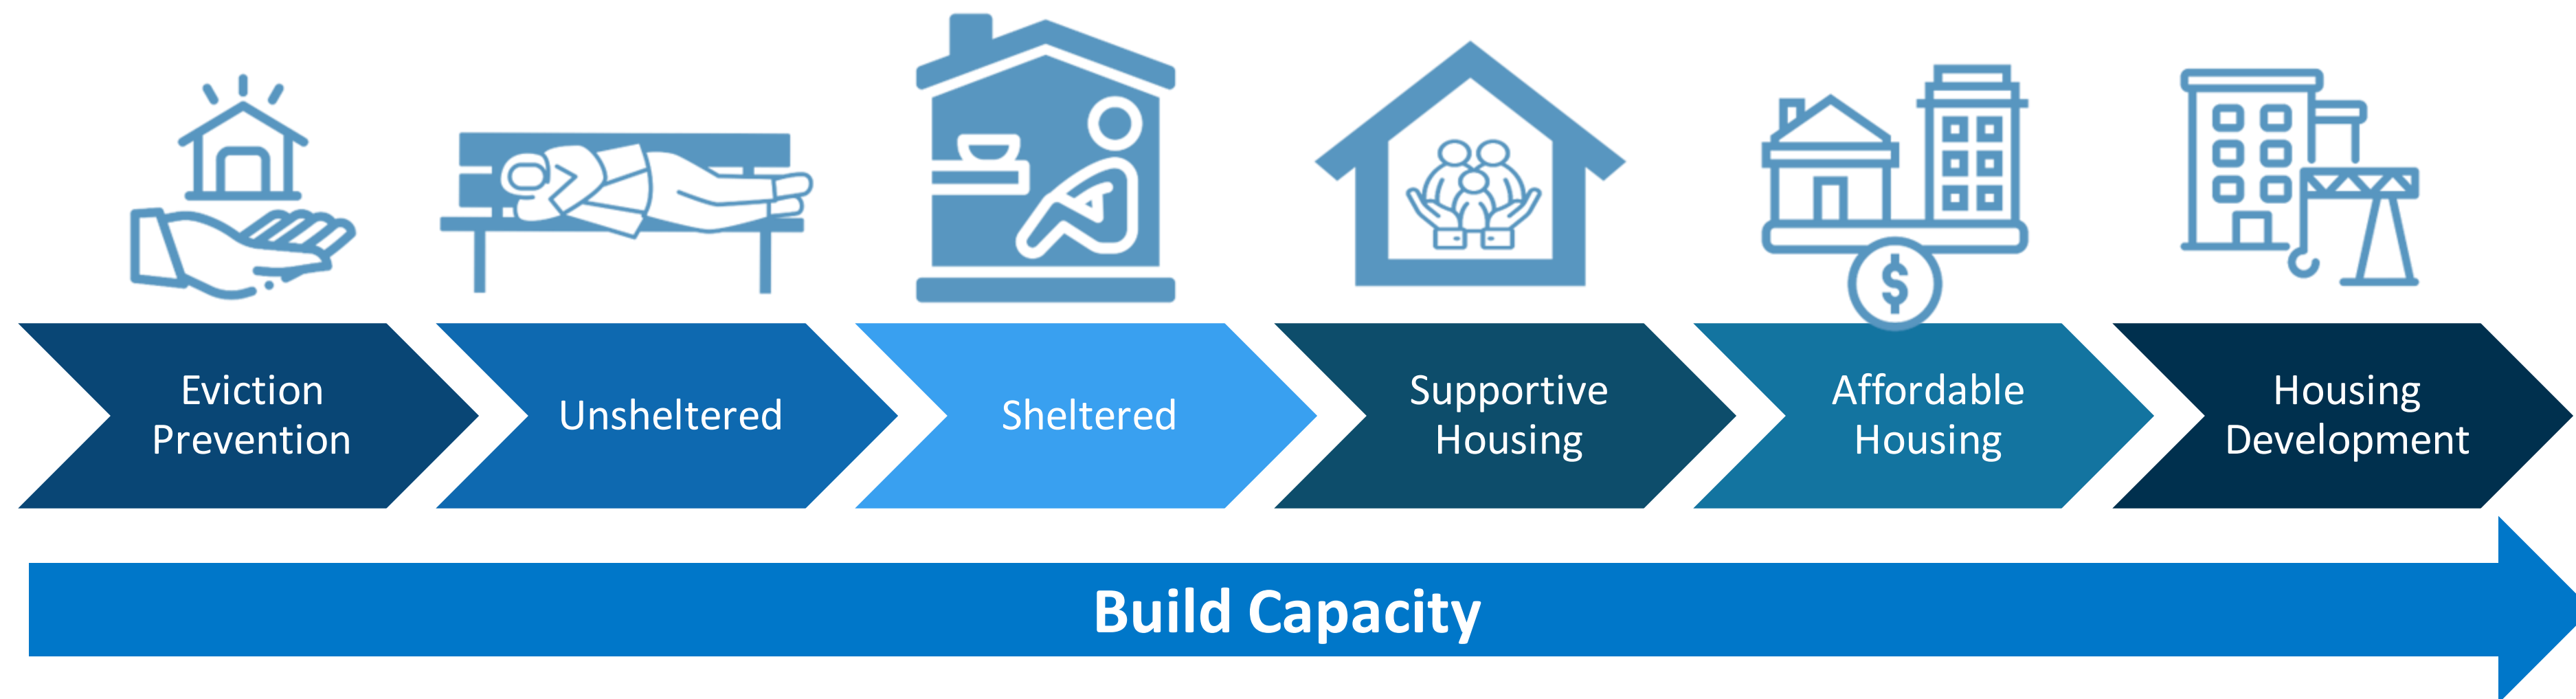 $
Eviction
Prevention
Unsheltered
Sheltered
Supportive
Housing
Affordable
Housing
Housing
Development
Build Capacity